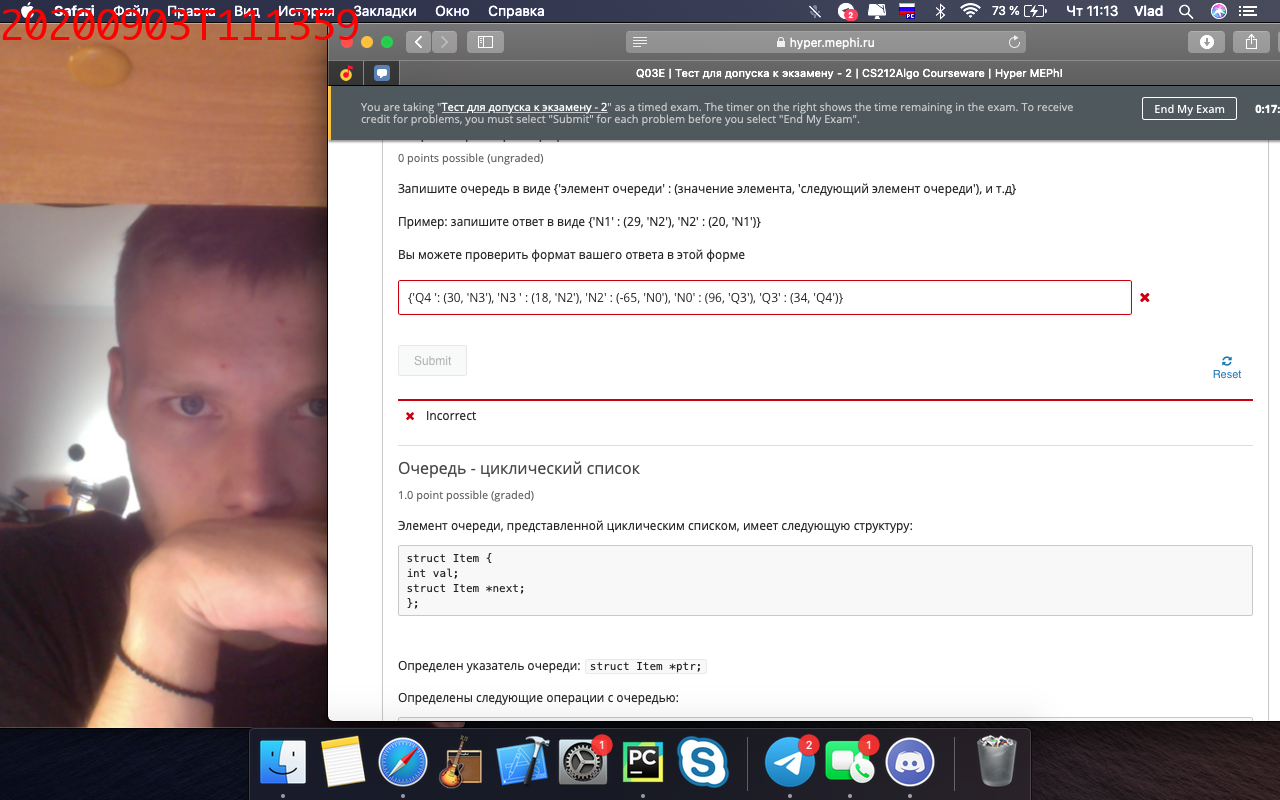 Safari Файл Правка Вид История Закладки Окно Справка 2 РС 73 % Чт 11:13 Vlad
20200903T111359
hyper.mephi.ru
Q03E | Тест для допуска к экзамену - 2 | CS212Algo Courseware | Hyper MEPhI
You are taking "Тест для допуска к экзамену - 2" as a timed exam. The timer on the right shows the time remaining in the exam. To receive
credit for problems, you must select "Submit" for each problem before you select "End My Exam".
End My Exam
0:17:
0 points possible (ungraded)
Запишите очередь в виде {'элемент очереди' : (значение элемента, 'следующий элемент очереди'), и т.д}
Пример: запишите ответ в виде {'N1' : (29, 'N2'), 'N2' : (20, 'N1')}
Вы можете проверить формат вашего ответа в этой форме
{'Q4 ': (30, 'N3'), 'N3 ' : (18, 'N2'), 'N2' : (-65, 'N0'), 'N0' : (96, 'Q3'), 'Q3' : (34, 'Q4')}
Submit
Reset
Incorrect
Очередь - циклический список
1.0 point possible (graded)
Элемент очереди, представленной циклическим списком, имеет следующую структуру:
struct Item {
int val;
struct Item *next;
};
Определен указатель очереди: struct Item *ptr;
Определены следующие операции с очередью:
1
PC
2
1